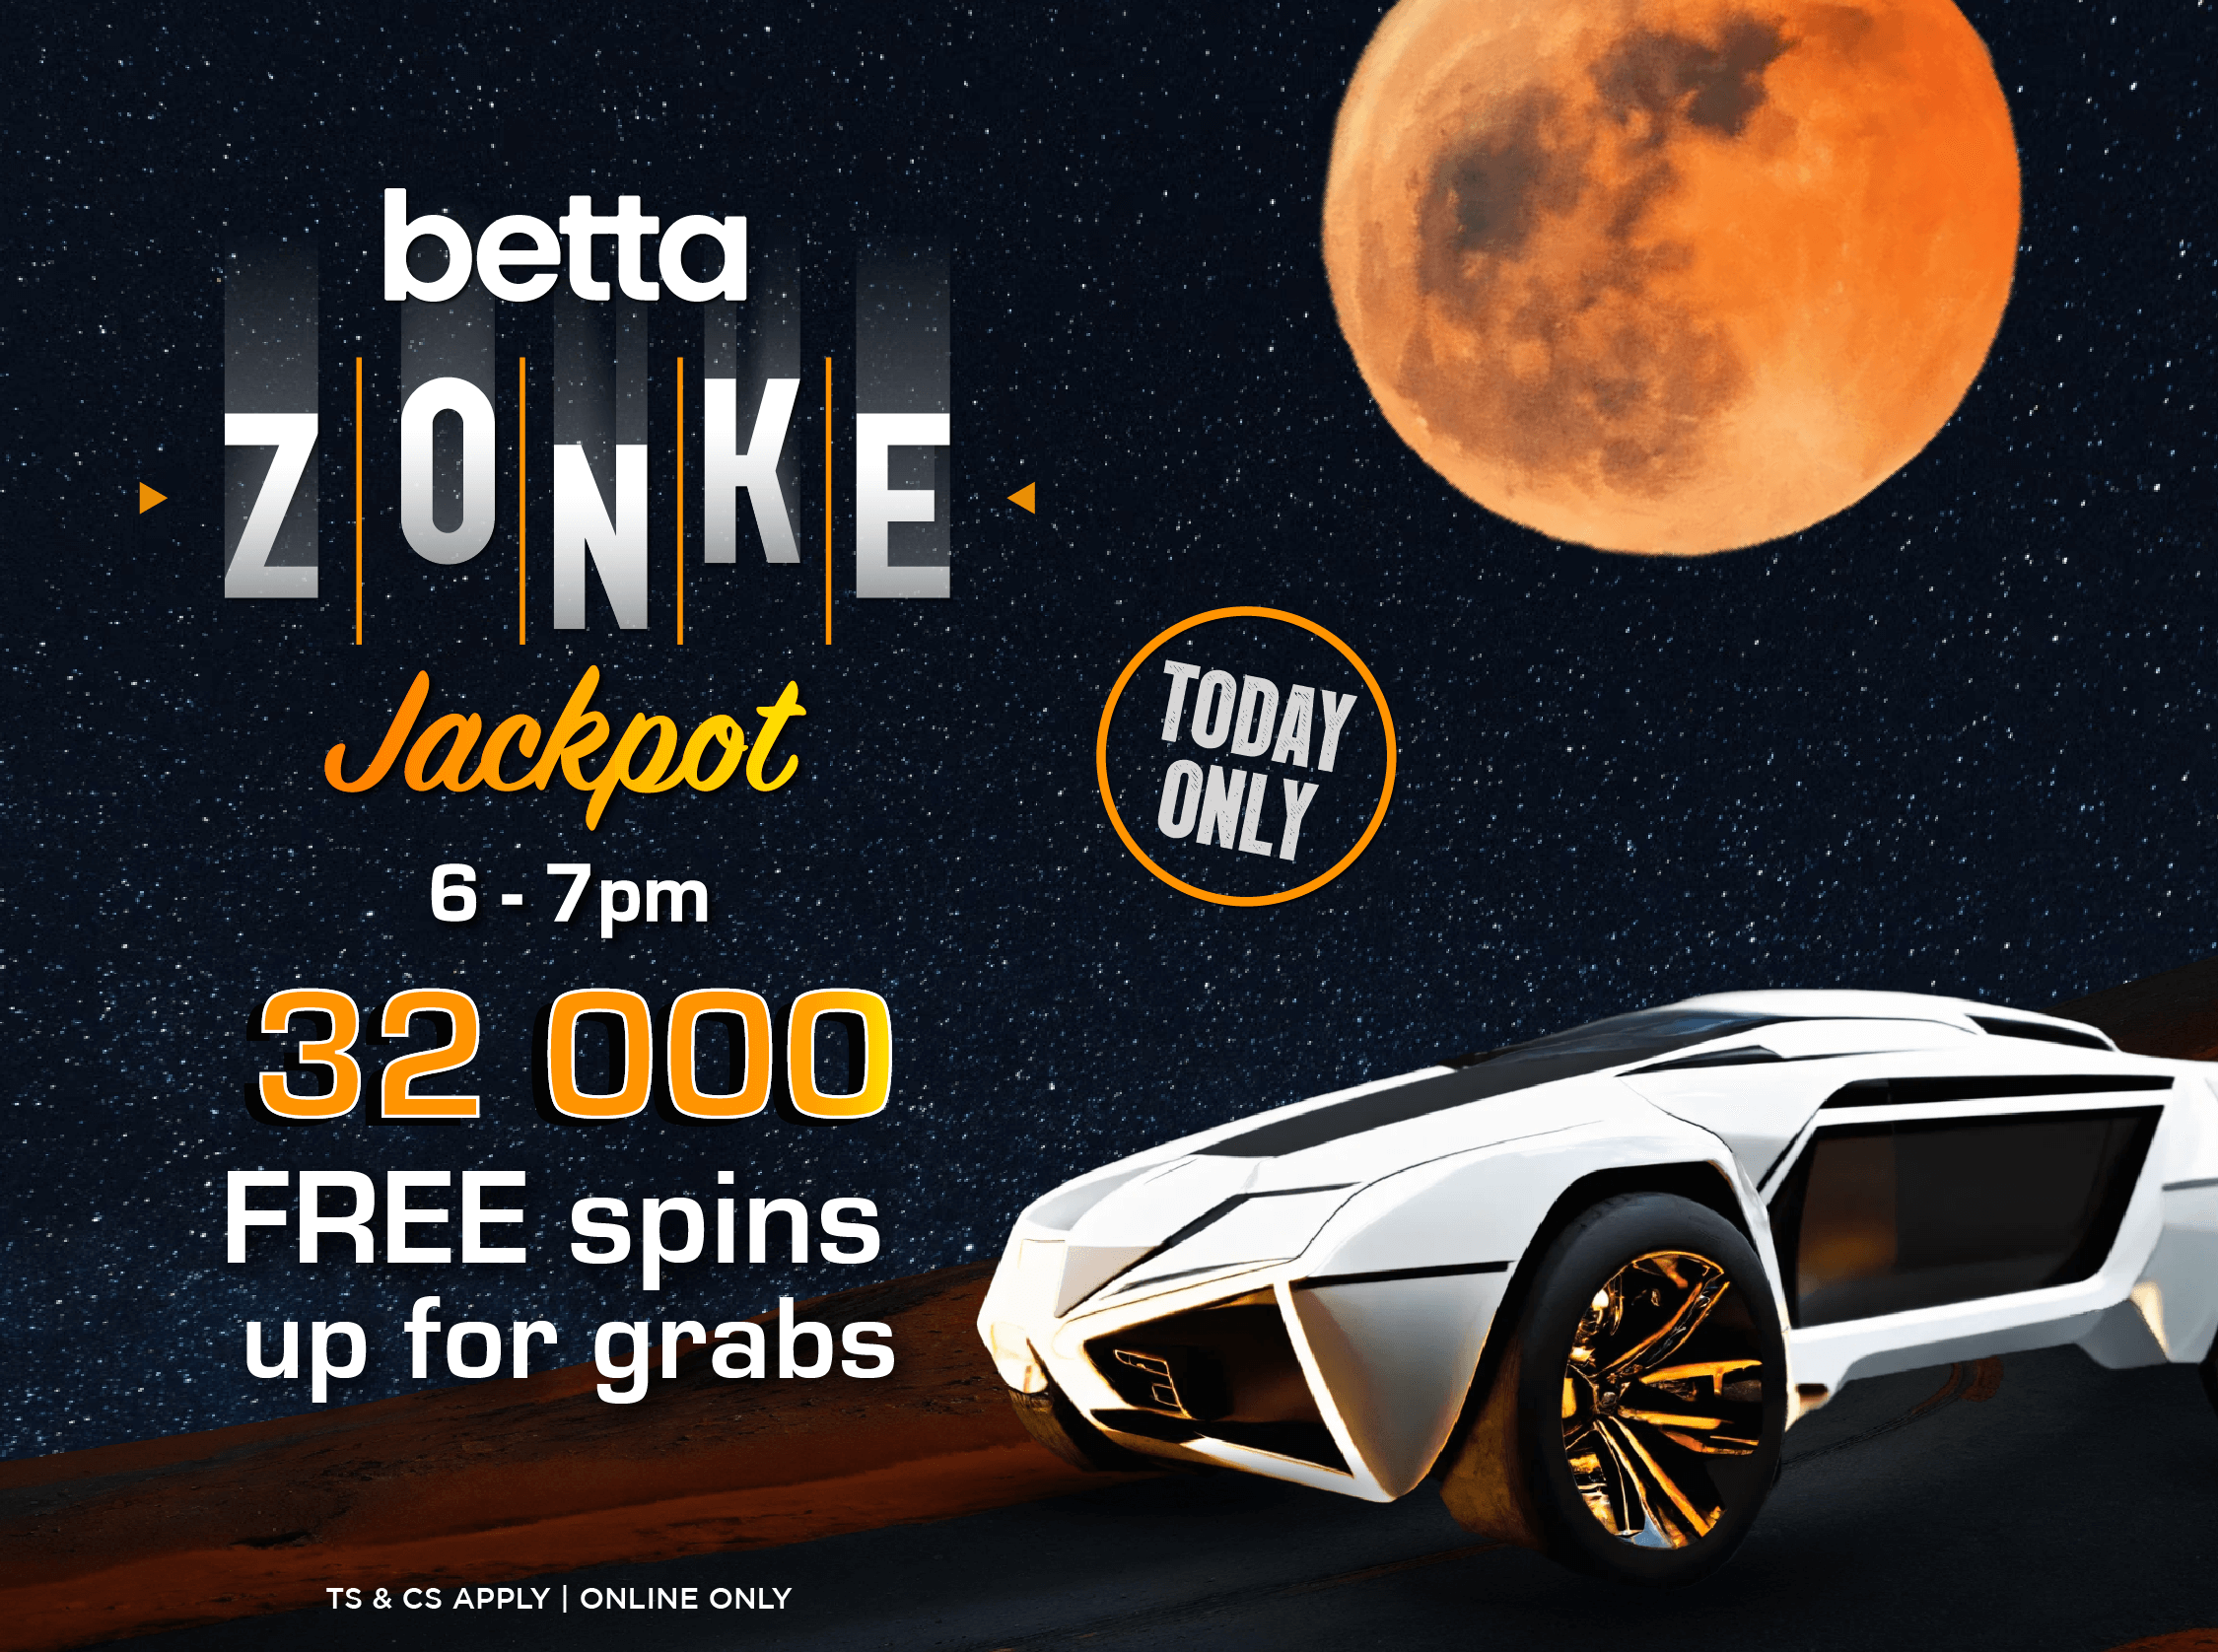 betta
ZONKE
Jackpot
6 - 7pm
32 000
FREE spins
up for grabs
TODAY
ONLY
TS & CS APPLY | ONLINE ONLY